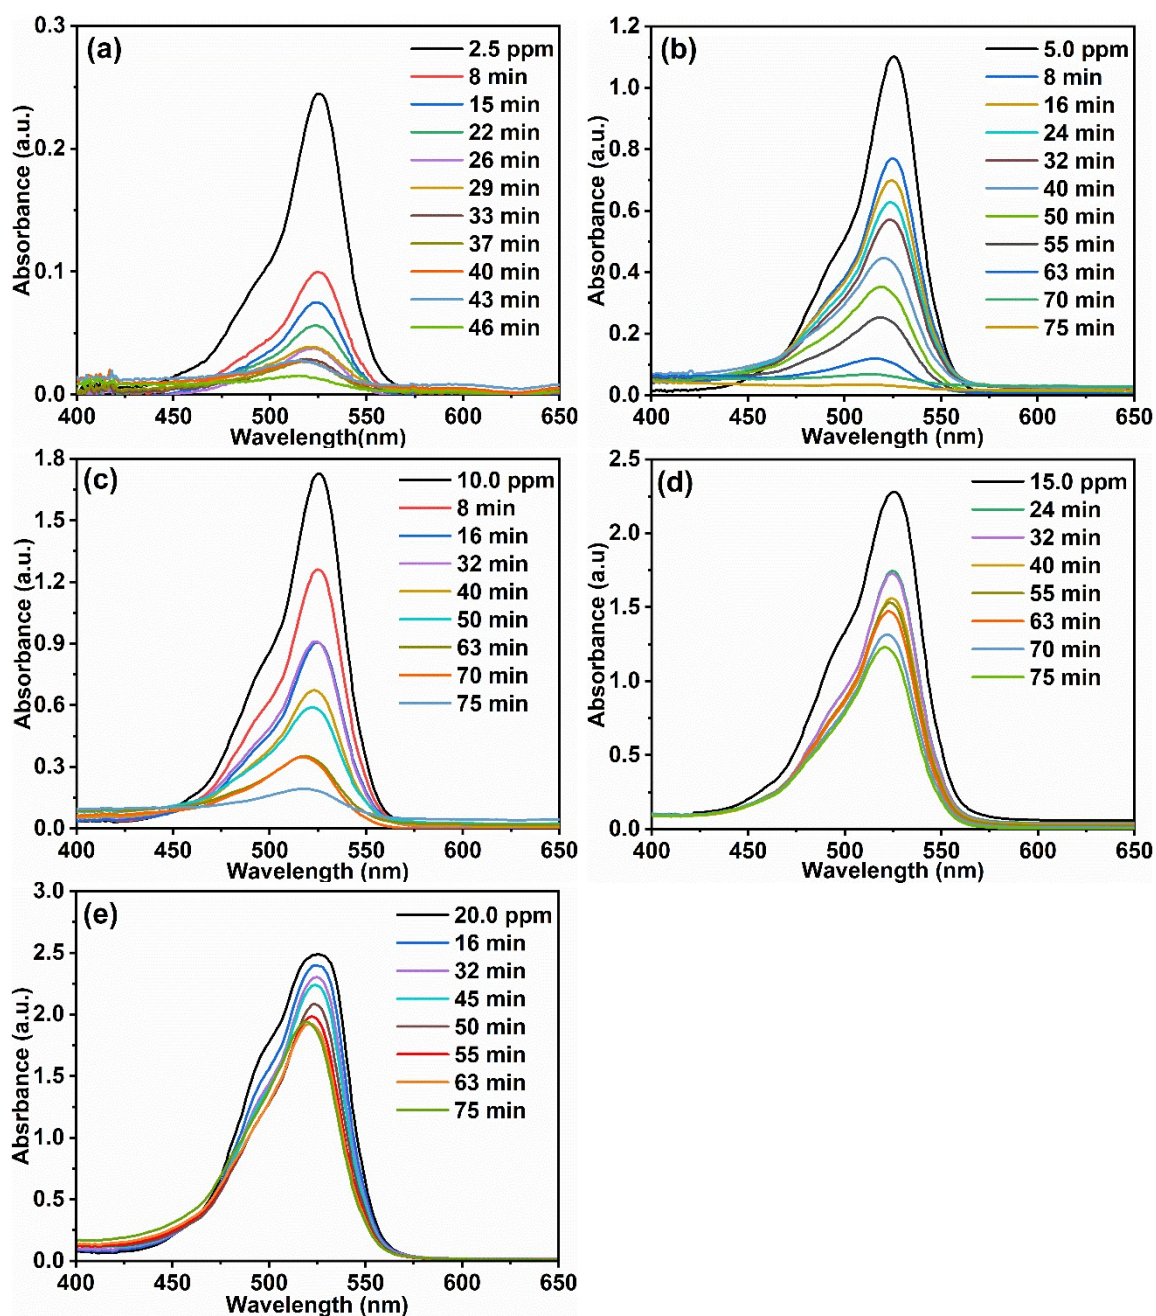 (a)
2.5 ppm
8 min
15 min
22 min
26 min
29 min
33 min
37 min
40 min
43 min
46 min
0.3
0.2
0.1
0.0
Absorbance (a.u.)
400 450 500 550 600 650
Wavelength(nm)
(b)
5.0 ppm
8 min
16 min
24 min
32 min
40 min
50 min
55 min
63 min
70 min
75 min
1.2
1.0
0.8
0.6
0.4
0.2
0.0
Absorbance (a.u.)
400 450 500 550 600 650
Wavelength (nm)
(c)
10.0 ppm
8 min
16 min
32 min
40 min
50 min
63 min
70 min
75 min
1.8
1.5
1.2
0.9
0.6
0.3
0.0
Absorbance (a.u.)
400 450 500 550 600 650
Wavelength (nm)
(d)
15.0 ppm
24 min
32 min
40 min
55 min
63 min
70 min
75 min
2.5
2.0
1.5
1.0
0.5
0.0
Absorbance (a.u)
400 450 500 550 600 650
Wavelength (nm)
(e)
20.0 ppm
16 min
32 min
45 min
50 min
55 min
63 min
75 min
3.0
2.5
2.0
1.5
1.0
0.5
0.0
Absrbance (a.u.)
400 450 500 550 600 650
Wavelength (nm)